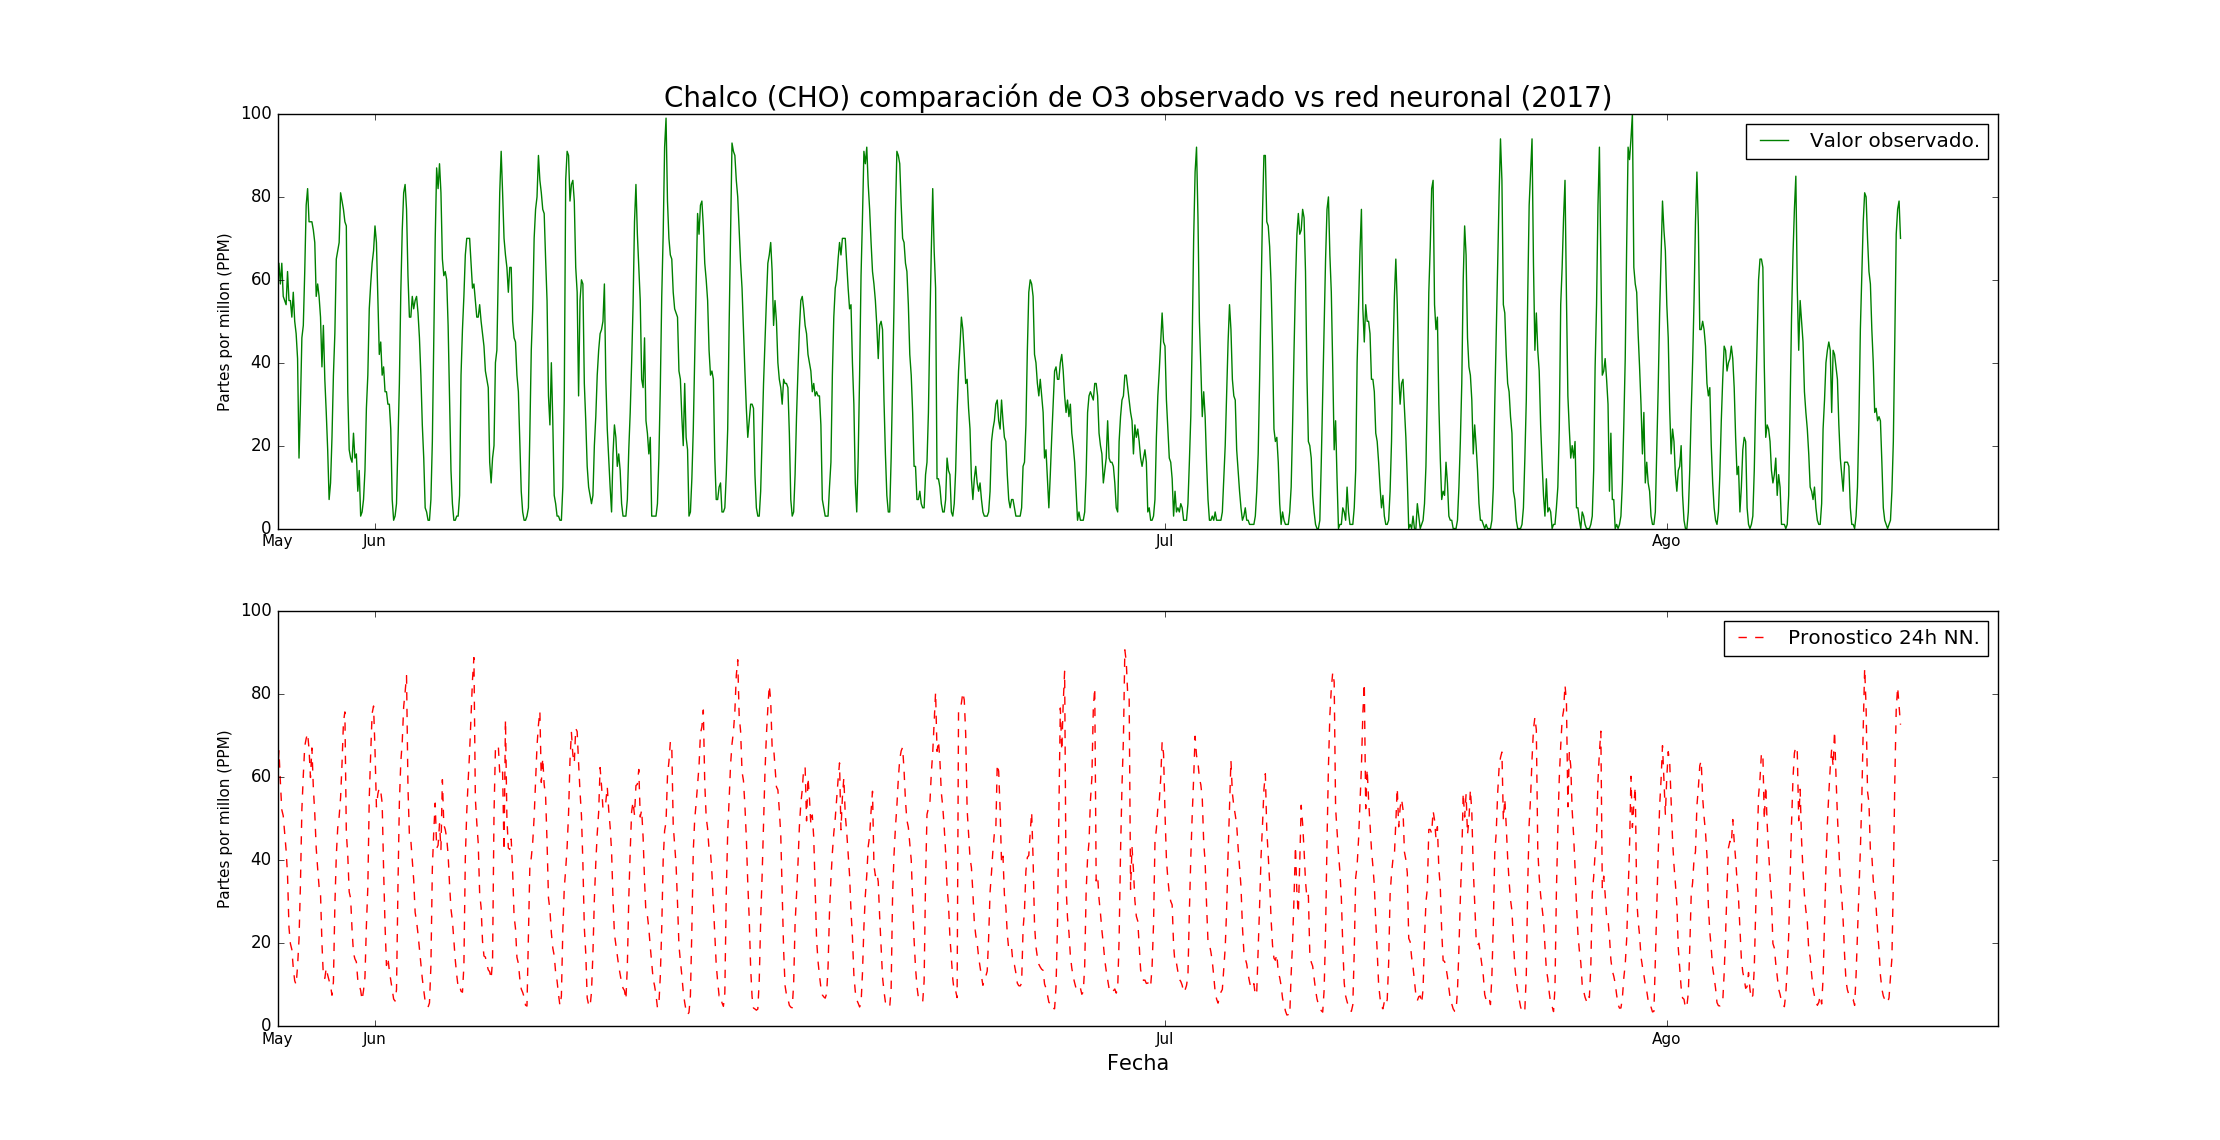 Chalco (CHO) comparación de O3 observado vs red neuronal (2017)
100
80
60
40
20
0
Partes por millon (PPM)
Valor observado.
May Jun Jul Ago
100
80
60
40
20
0
Partes por millon (PPM)
Pronostico 24h NN.
May Jun Jul Ago
Fecha